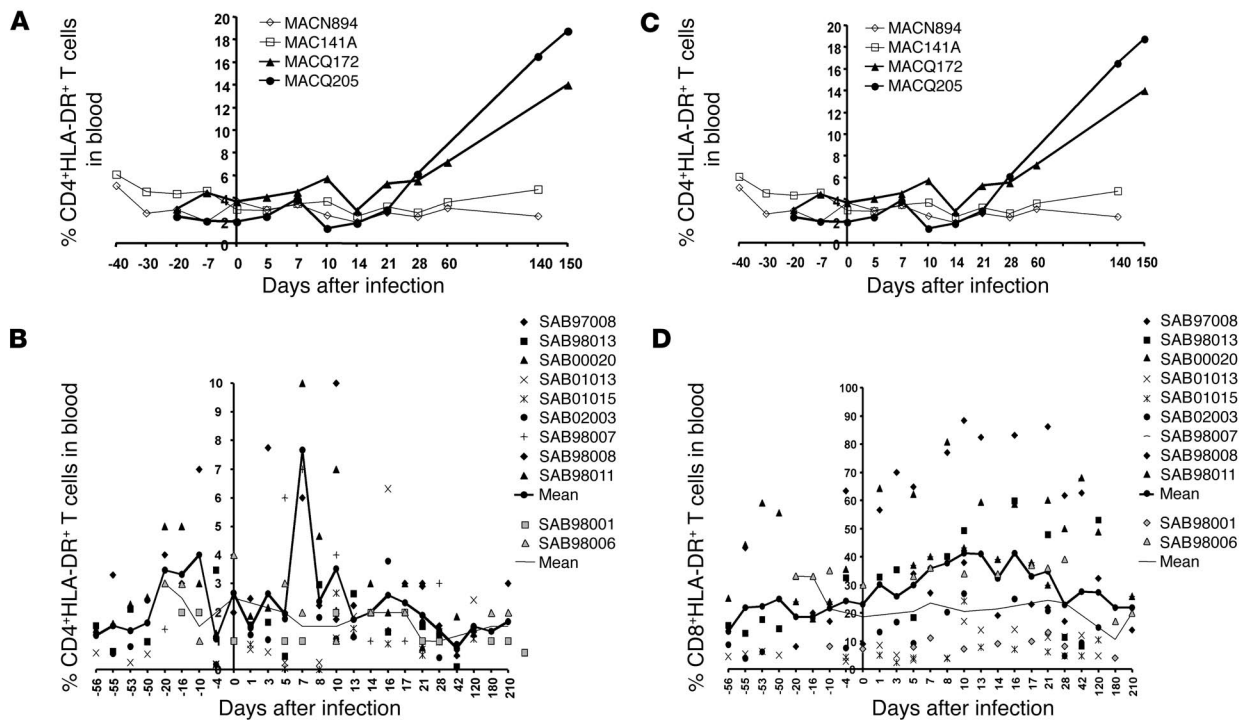 A
% CD4+HLA-DR+ T cells
in blood
20
18
16
14
12
10
8
6
4
2
0
MACN894
MAC141A
MACQ172
MACQ205
-40 -30 -20 -7 0 5 7 10 14 21 28 60 140 150
Days after infection
C
% CD4+HLA-DR+ T cells
in blood
20
18
16
14
12
10
8
6
4
2
0
MACN894
MAC141A
MACQ172
MACQ205
-40 -30 -20 -7 0 5 7 10 14 21 28 60 140 150
Days after infection
B
% CD4+HLA-DR+ T cells in blood
10
9
8
7
6
5
4
3
2
1
0
SAB97008
SAB98013
SAB00020
SAB01013
SAB01015
SAB02003
SAB98007
SAB98008
SAB98011
Mean
SAB98001
SAB98006
Mean
-56 -55 -53 -50 -20 -16 -10 -4 0 1 3 5 7 8 10 13 14 16 17 21 28 42 120 180 210
Days after infection
D
% CD8+HLA-DR+ T cells in blood
100
90
80
70
60
50
40
30
20
10
0
SAB97008
SAB98013
SAB00020
SAB01013
SAB01015
SAB02003
SAB98007
SAB98008
SAB98011
Mean
SAB98001
SAB98006
Mean
-56 -55 -53 -50 -20 -16 -10 -4 0 1 3 5 7 8 10 13 14 16 17 21 28 42 120 180 210
Days after infection